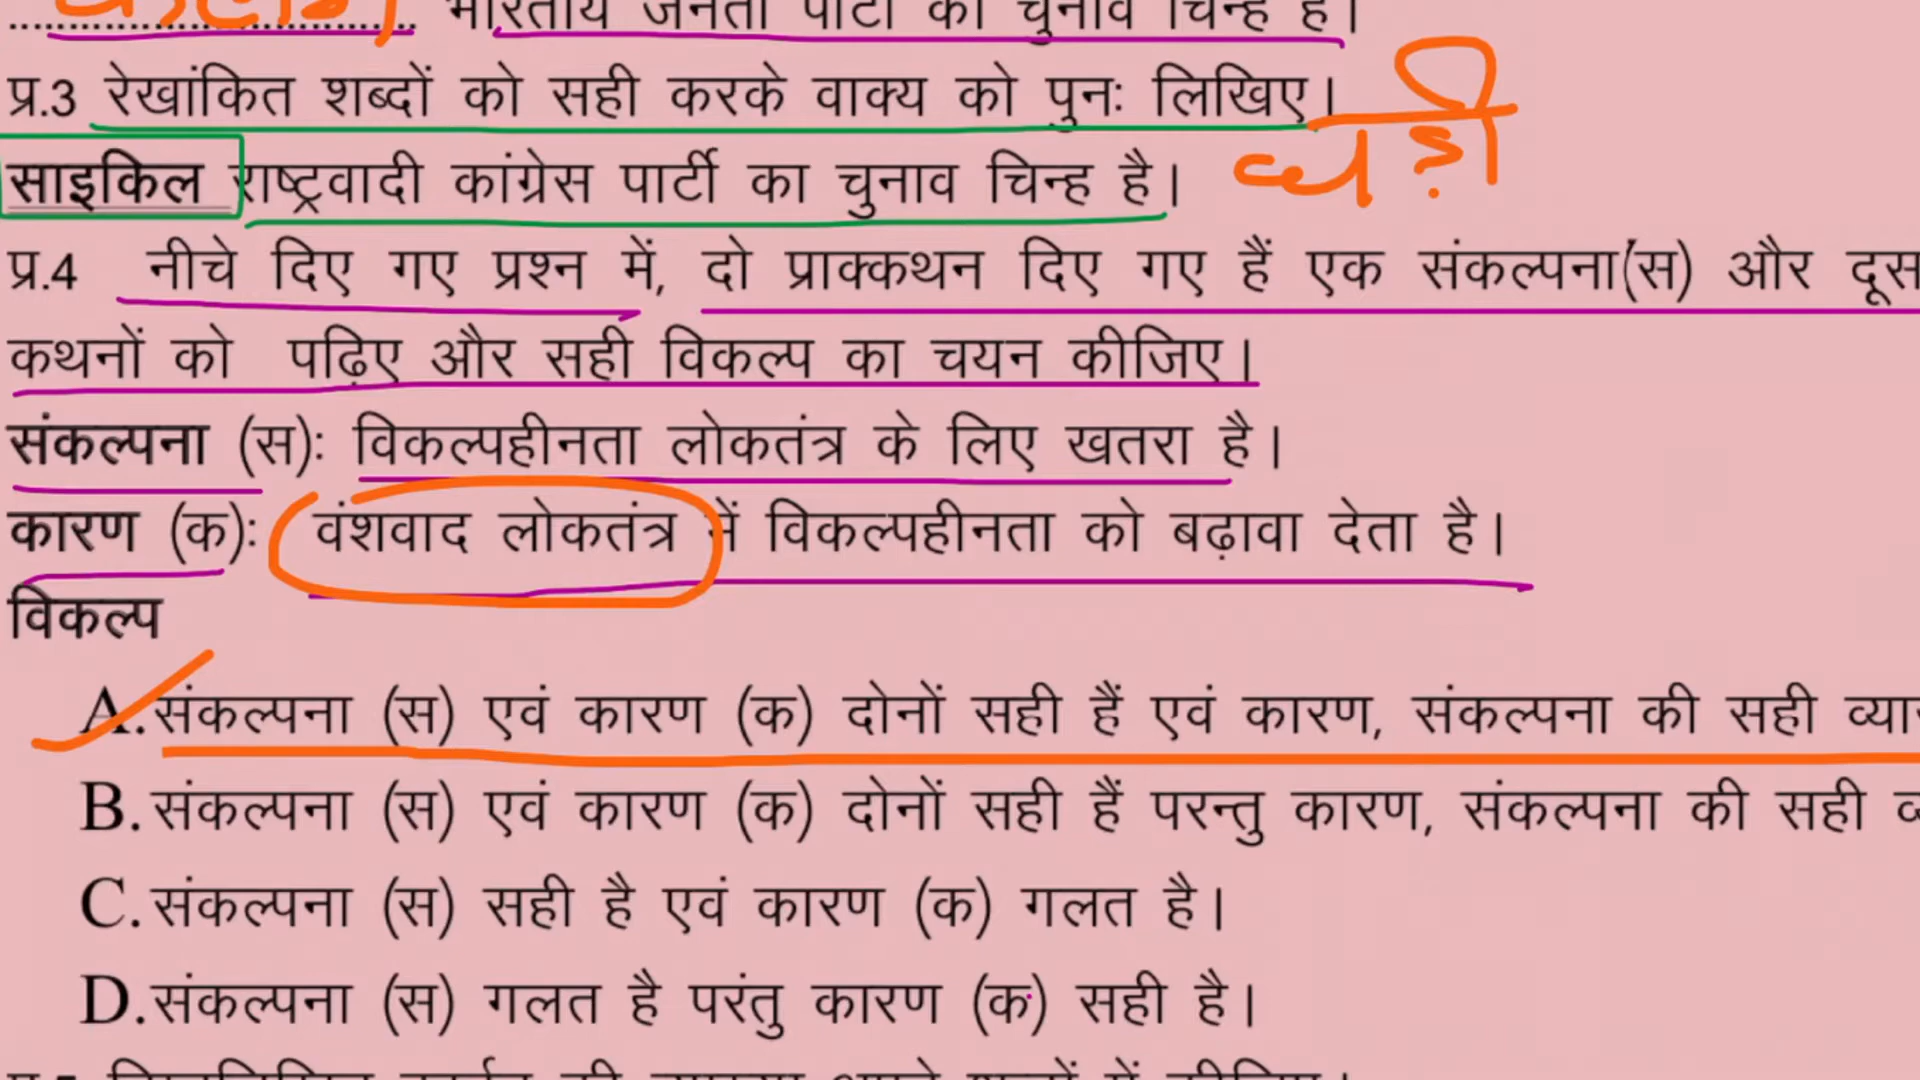 भारतीय जनता पार्टी का चुनाव चिन्ह है।
प्र.3 रेखांकित शब्दों को सही करके वाक्य को पुनः लिखिए।
साइकिल राष्ट्रवादी कांग्रेस पार्टी का चुनाव चिन्ह है। घड़ी
प्र.4 नीचे दिए गए प्रश्न में, दो प्राक्कथन दिए गए हैं एक संकल्पना(स) और दूस
कथनों को पढ़िए और सही विकल्प का चयन कीजिए।
संकल्पना (स): विकल्पहीनता लोकतंत्र के लिए खतरा है।
कारण (क): वंशवाद लोकतंत्र में विकल्पहीनता को बढ़ावा देता है।
विकल्प
A. संकल्पना (स) एवं कारण (क) दोनों सही हैं एवं कारण, संकल्पना की सही व्या
B. संकल्पना (स) एवं कारण (क) दोनों सही हैं परन्तु कारण, संकल्पना की सही
C. संकल्पना (स) सही है एवं कारण (क) गलत है।
D. संकल्पना (स) गलत है परंतु कारण (क) सही है।